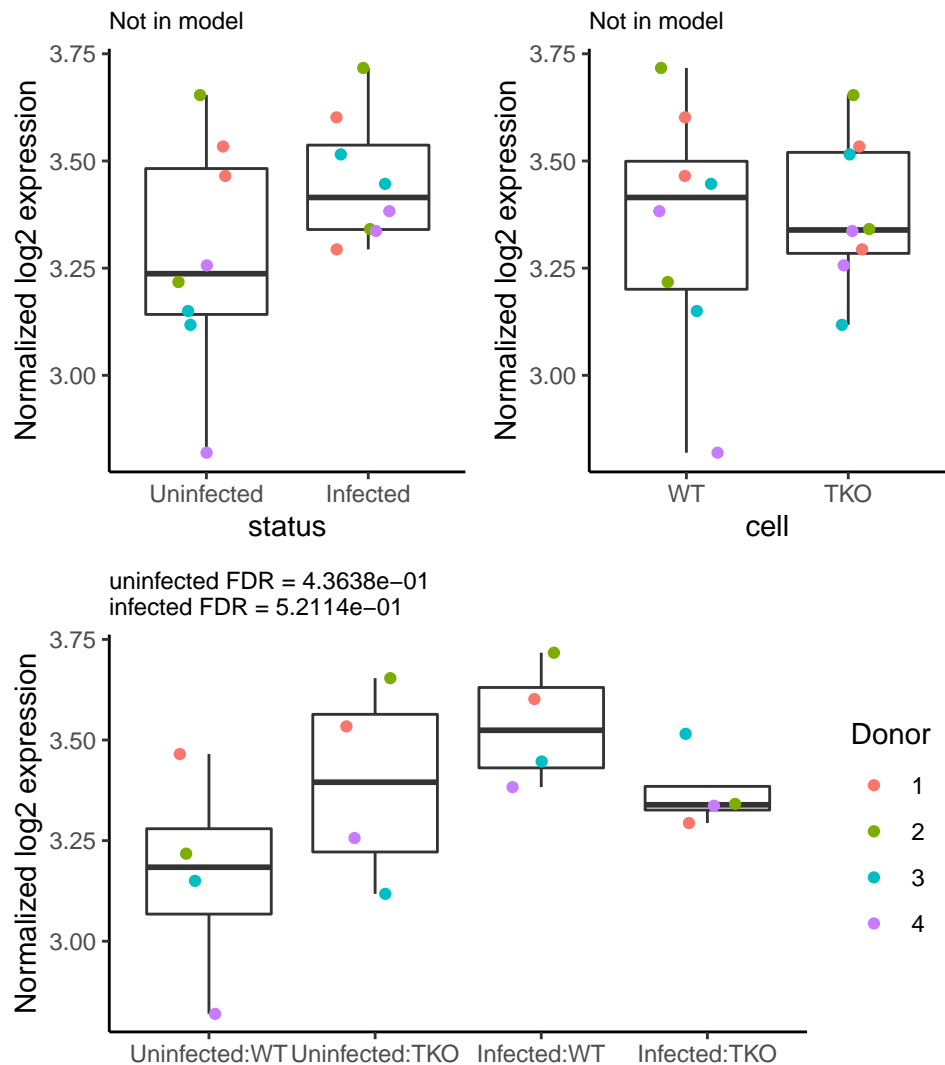 Not in model
Normalized log2 expression
3.75
3.50
3.25
3.00
Uninfected Infected
status
Not in model
Normalized log2 expression
3.75
3.50
3.25
3.00
WT TKO
cell
uninfected FDR = 4.3638e−01
infected FDR = 5.2114e−01
Normalized log2 expression
3.75
3.50
3.25
3.00
Uninfected:WT Uninfected:TKO Infected:WT Infected:TKO
Donor
1
2
3
4